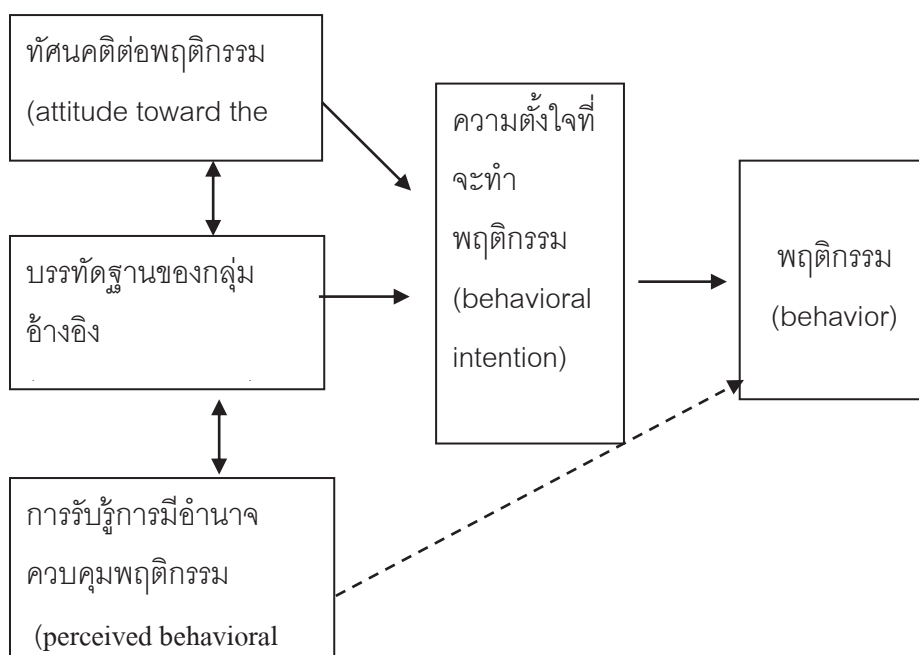 ทัศนคติต่อพฤติกรรม
(attitude toward the
บรรทัดฐานของกลุ่ม
อ้างอิง
การรับรู้การมีอำนาจ
ควบคุมพฤติกรรม
(perceived behavioral
ความตั้งใจที่
จะทำ
พฤติกรรม
(behavioral
intention)
พฤติกรรม
(behavior)